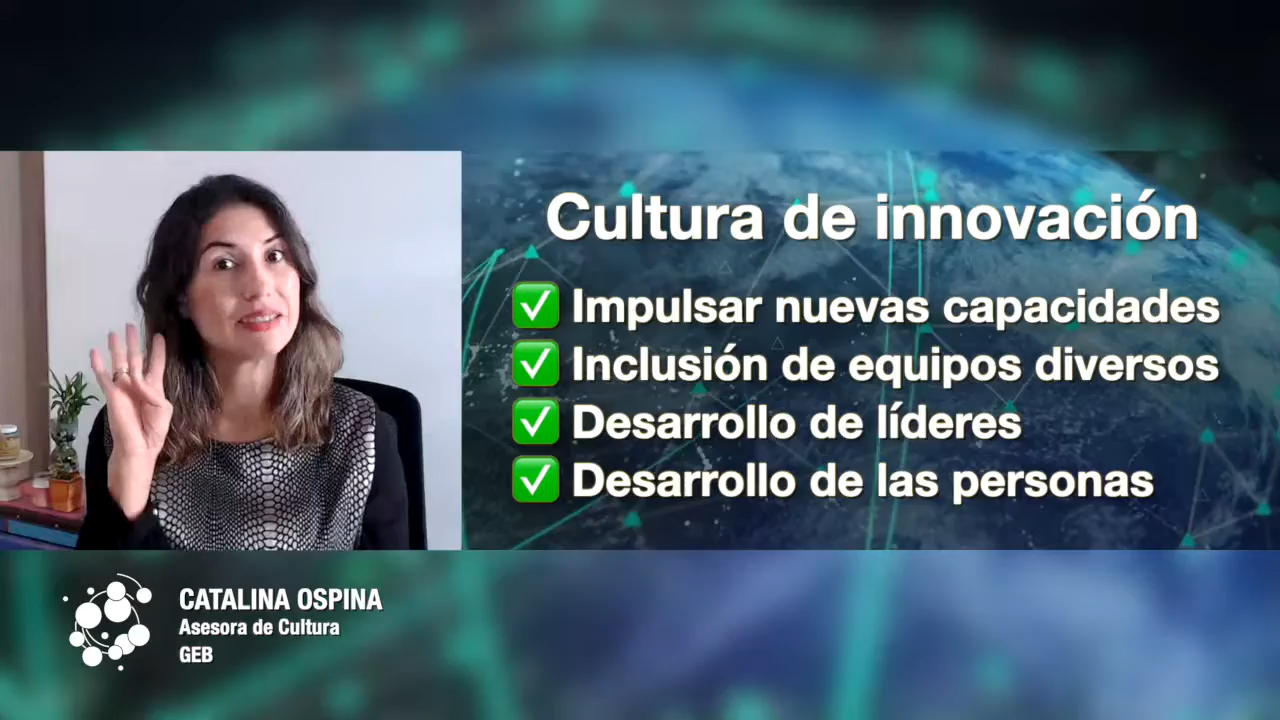 Cultura de innovación
✅ Impulsar nuevas capacidades
✅ Inclusión de equipos diversos
✅ Desarrollo de líderes
✅ Desarrollo de las personas
CATALINA OSPINA
Asesora de Cultura
GEB